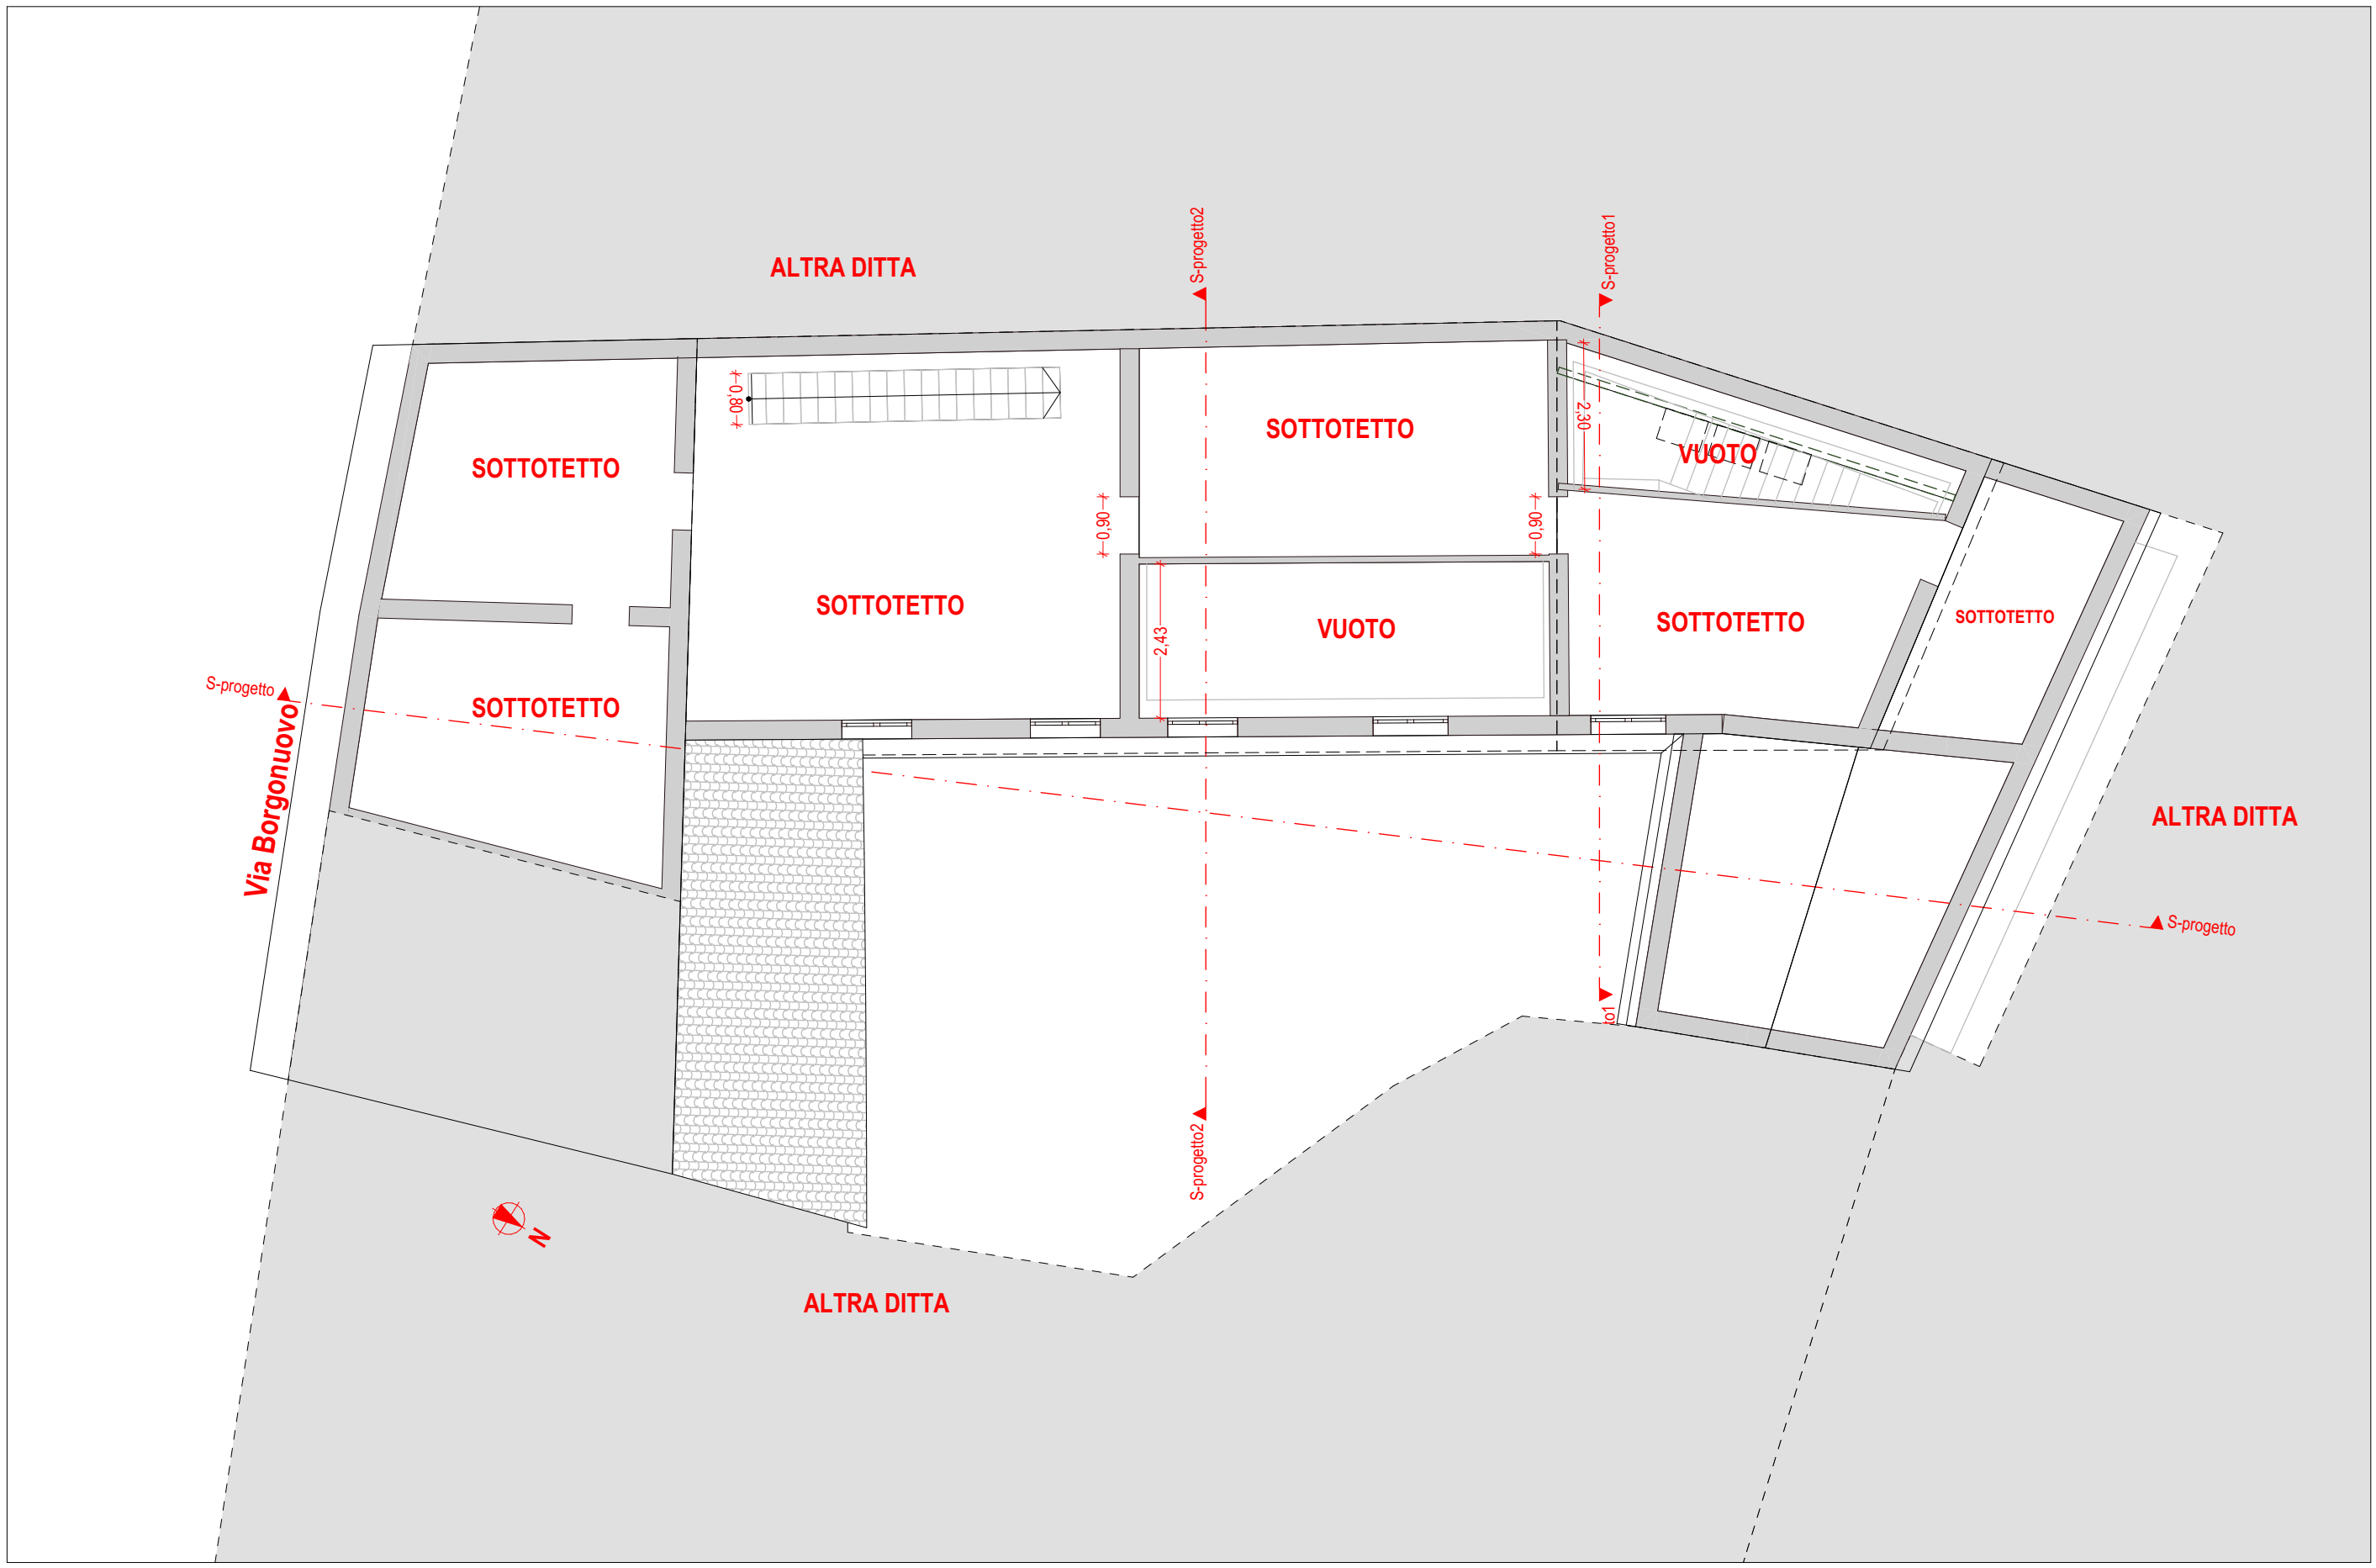 S-progetto2
S-progetto1
ALTRA DITTA
0,80
2,30
SOTTOTETTO
VUOTO
SOTTOTETTO
0,90
0,90
SOTTOTETTO
SOTTOTETTO
SOTTOTETTO
VUOTO
2,43
S-progetto
SOTTOTETTO
Via Borgonuovo
ALTRA DITTA
S-progetto
to1
S-progetto2
N
ALTRA DITTA